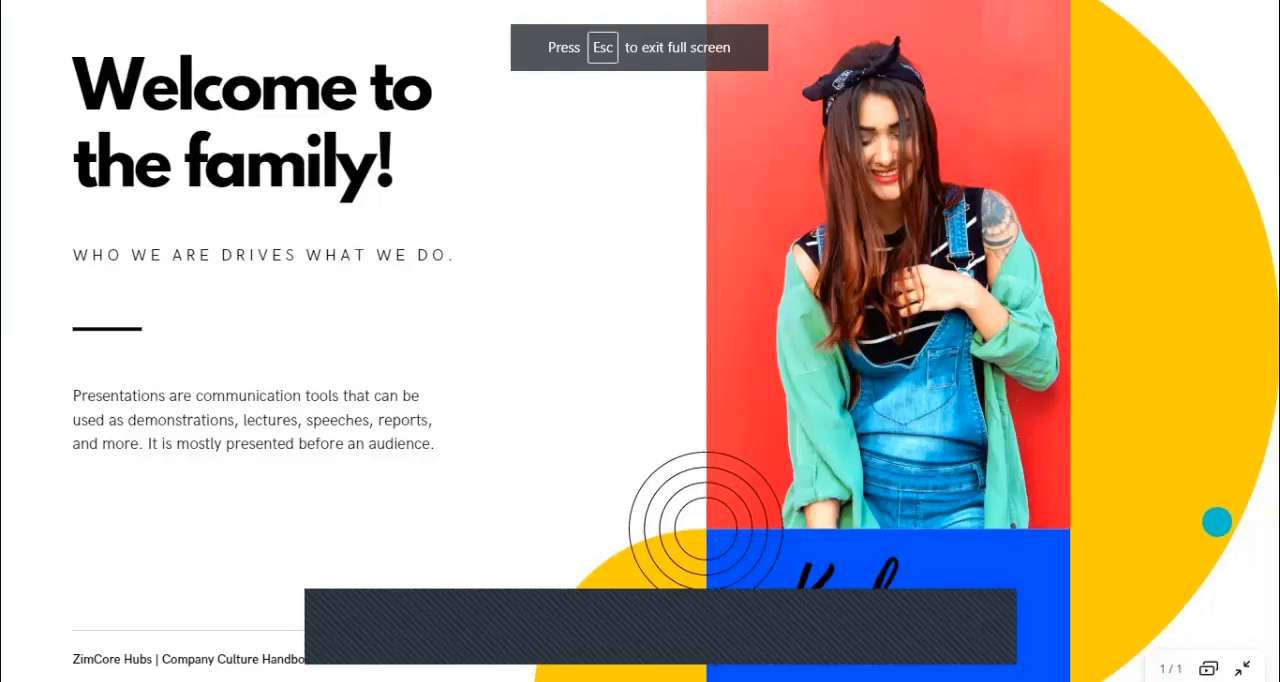 Press Esc to exit full screen
Welcome to
the family!
WHO WE ARE DRIVES WHAT WE DO.
Presentations are communication tools that can be
used as demonstrations, lectures, speeches, reports,
and more. It is mostly presented before an audience.
ZimCore Hubs | Company Culture
1 / 1